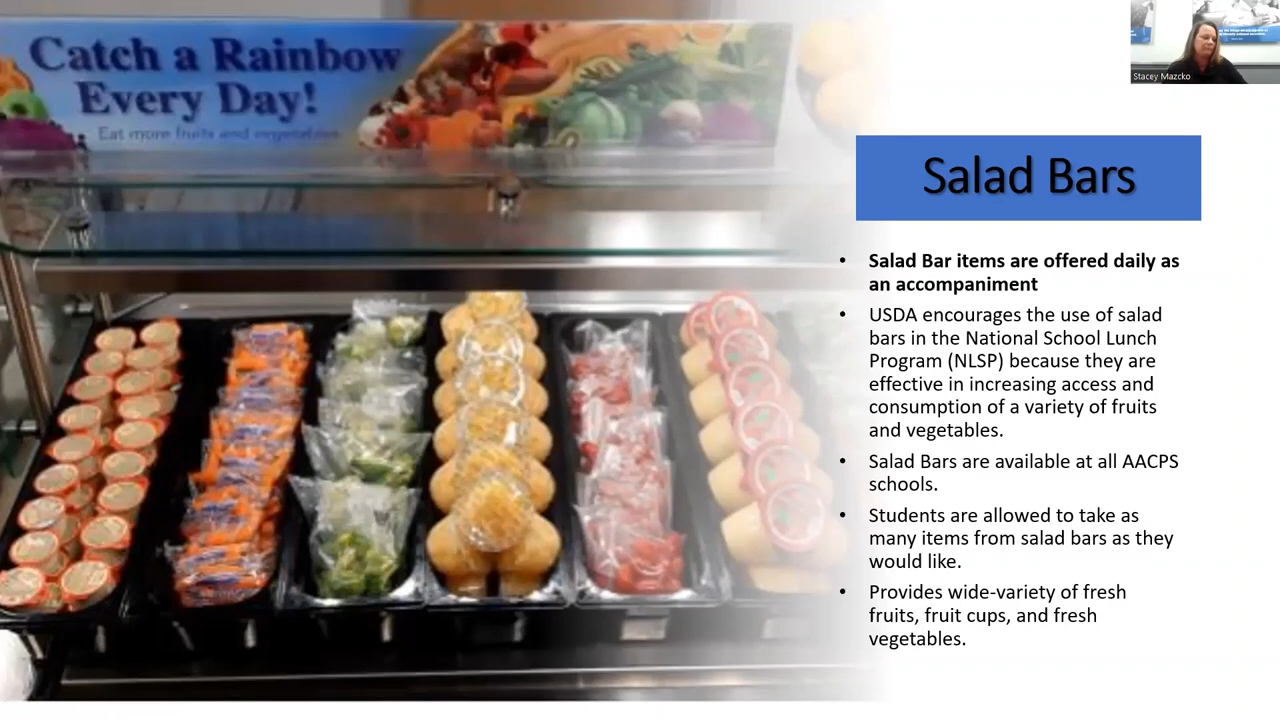 Catch a Rainbow
Every Day!
Eat more fruits and vegetables
Stacey Mazcko
Salad Bars
• Salad Bar items are offered daily as
an accompaniment
• USDA encourages the use of salad
bars in the National School Lunch
Program (NLSP) because they are
effective in increasing access and
consumption of a variety of fruits
and vegetables.
• Salad Bars are available at all AACPS
schools.
• Students are allowed to take as
many items from salad bars as they
would like.
• Provides wide-variety of fresh
fruits, fruit cups, and fresh
vegetables.